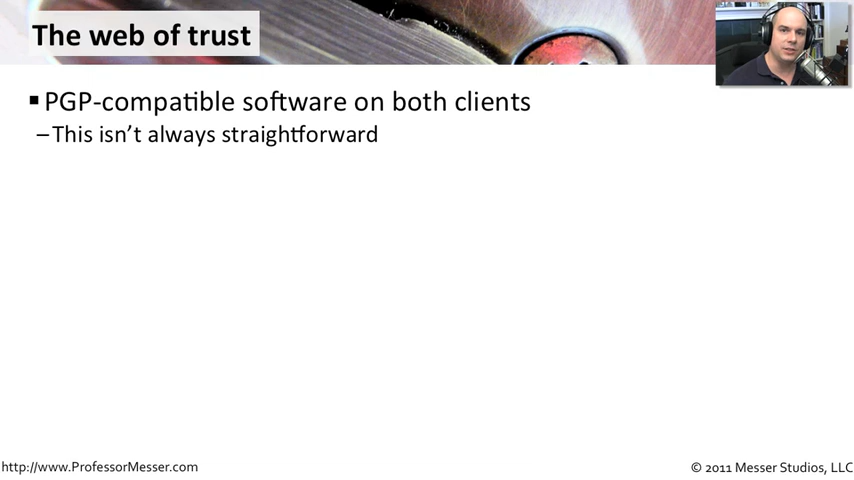 The web of trust
▪ PGP-compatible software on both clients
– This isn’t always straightforward
http://www.ProfessorMesser.com
© 2011 Messer Studios, LLC